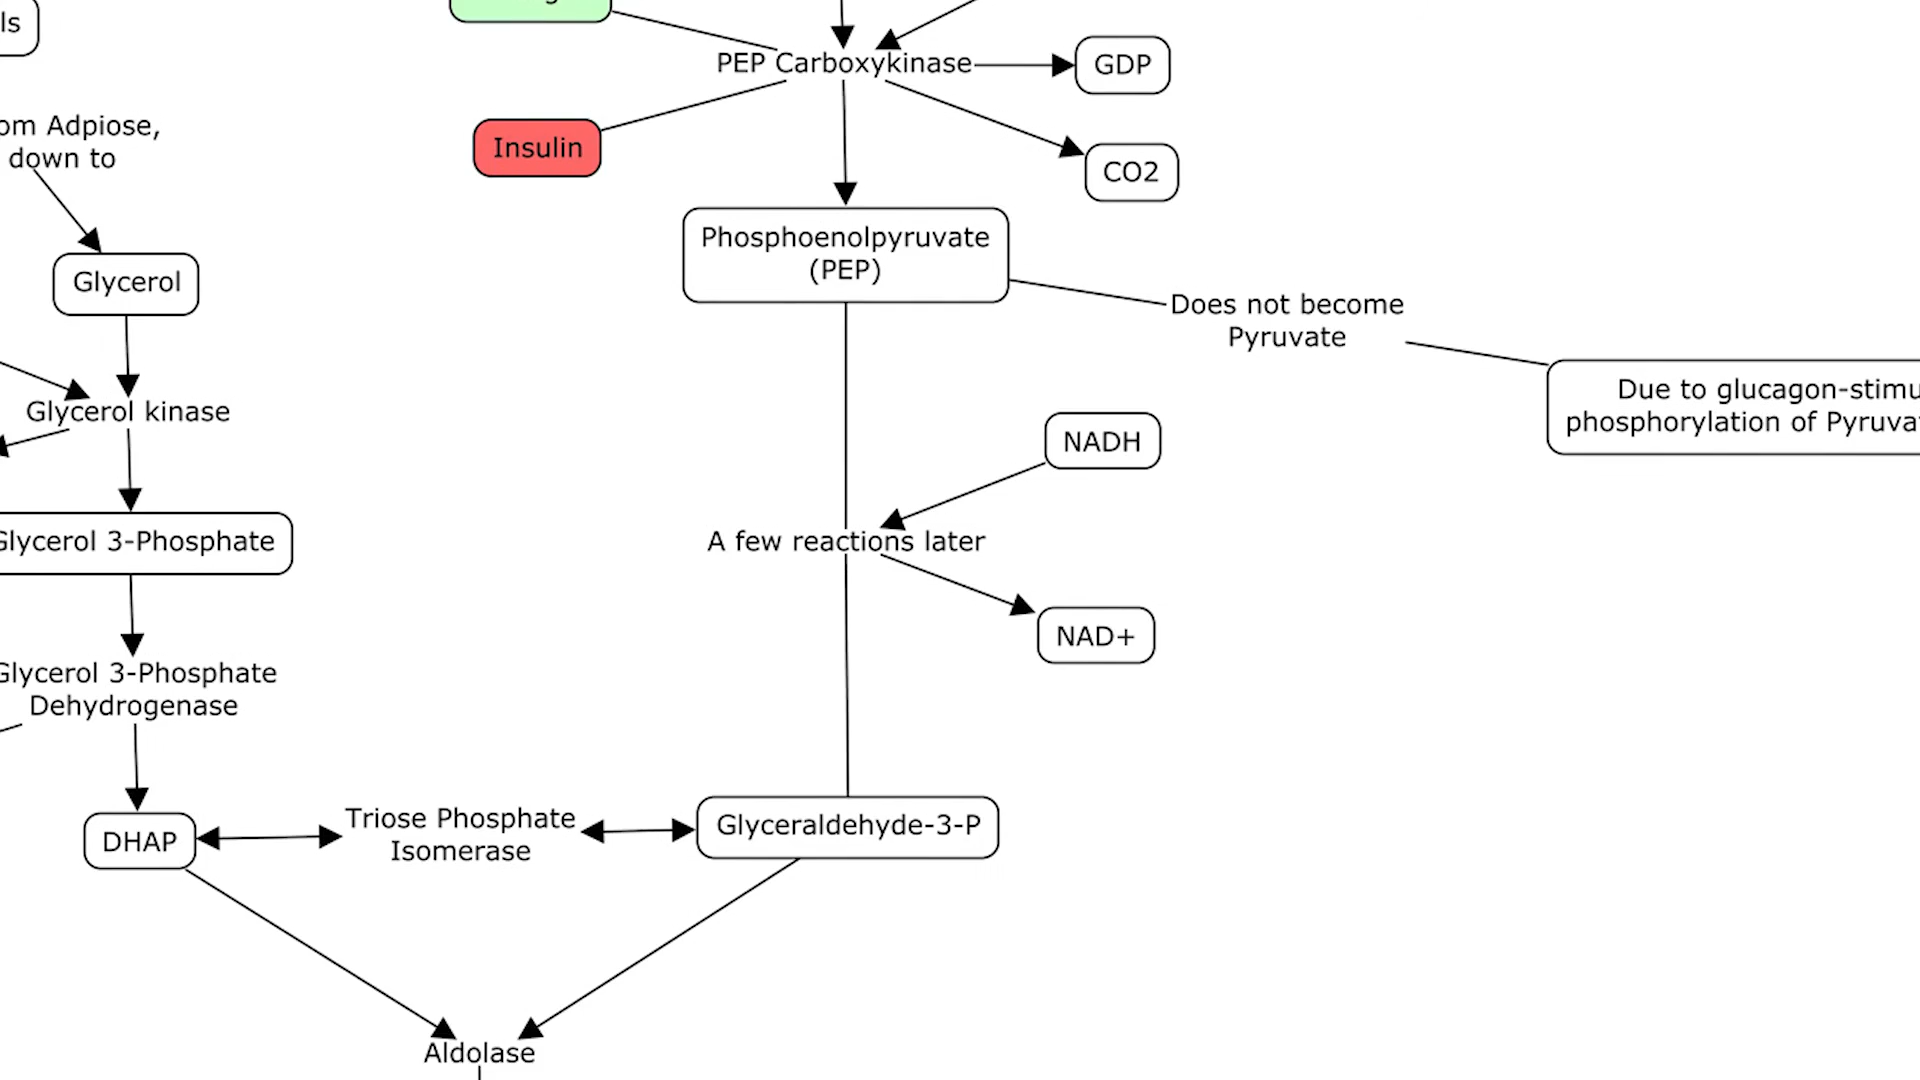 ls
PEP Carboxykinase
GDP
Insulin
CO2
om Adpiose,
down to
Phosphoenolpyruvate
(PEP)
Glycerol
Does not become
Pyruvate
Due to glucagon-stimu
phosphorylation of Pyruva
Glycerol kinase
NADH
Glycerol 3-Phosphate
A few reactions later
NAD+
Glycerol 3-Phosphate
Dehydrogenase
DHAP
Triose Phosphate
Isomerase
Glyceraldehyde-3-P
Aldolase